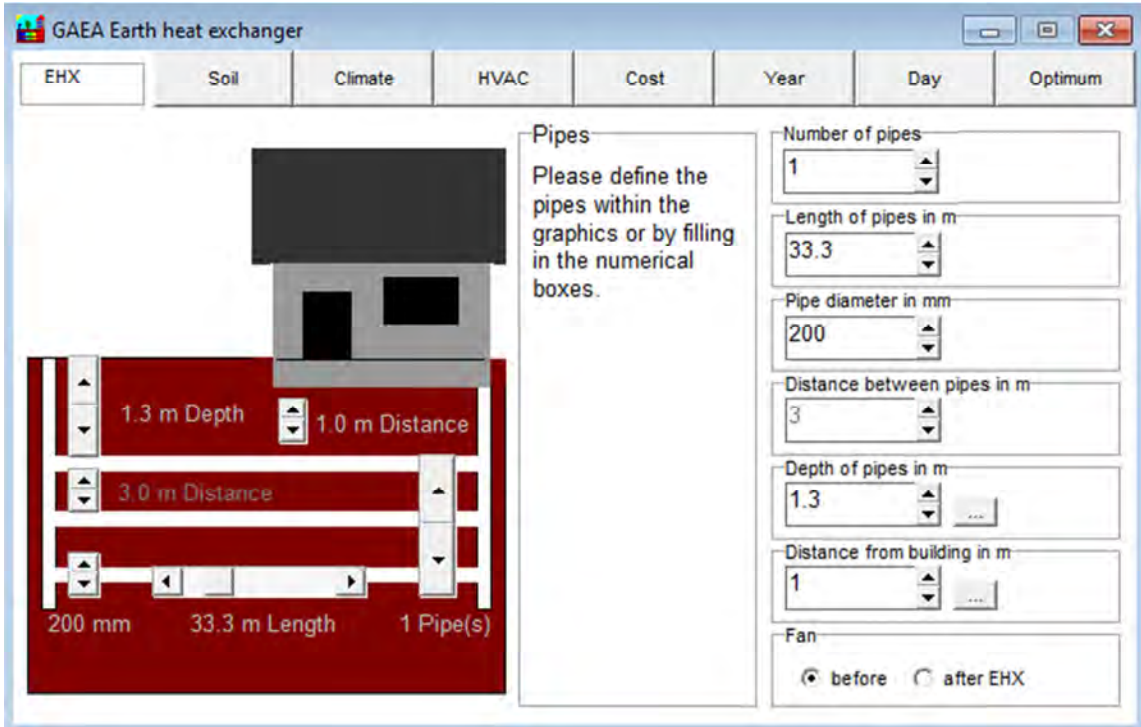 GAEA Earth heat exchanger
EHX Soil Climate HVAC Cost Year Day Optimum
1.3 m Depth
1.0 m Distance
3.0 m Distance
200 mm 33.3 m Length 1 Pipe(s)
Pipes
Please define the
pipes within the
graphics or by filling
in the numerical
boxes.
Number of pipes
1
Length of pipes in m
33.3
Pipe diameter in mm
200
Distance between pipes in m
3
Depth of pipes in m
1.3
...
Distance from building in m
1
...
Fan
before after EHX